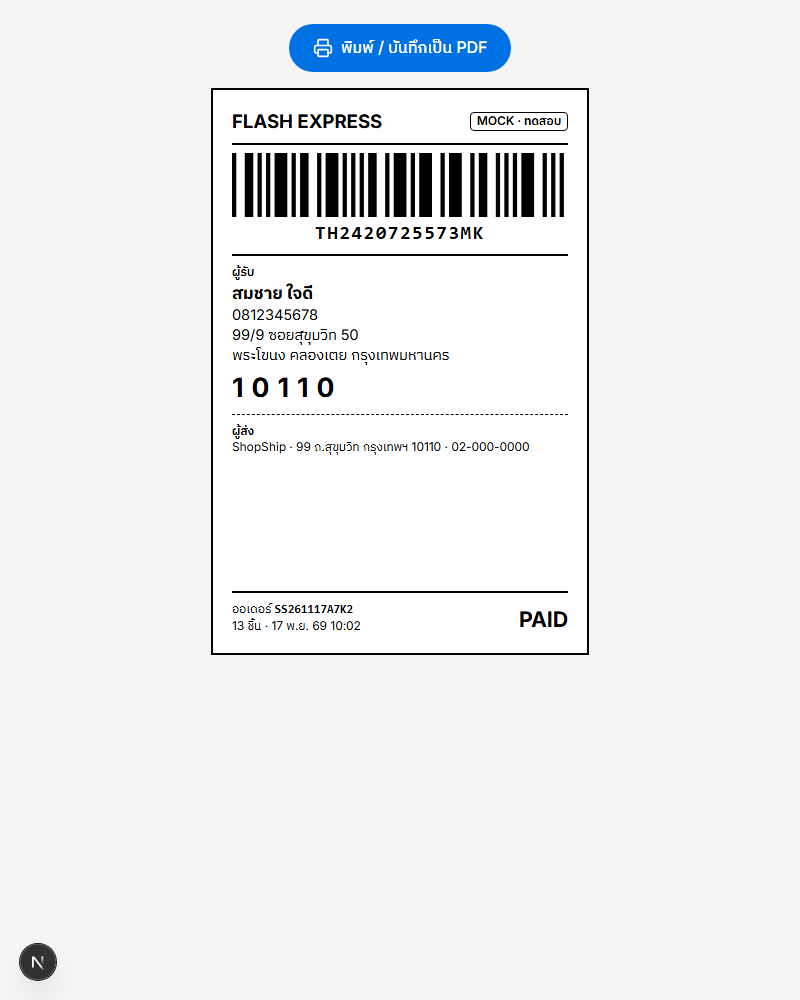 พิมพ์ / บันทึกเป็น PDF
FLASH EXPRESS
MOCK · ทดสอบ
TH2420725573MK
ผู้รับ
สมชาย ใจดี
0812345678
99/9 ซอยสุขุมวิท 50
พระโขนง คลองเตย กรุงเทพมหานคร
10110
ผู้ส่ง
ShopShip · 99 ถ.สุขุมวิท กรุงเทพฯ 10110 · 02-000-0000
ออเดอร์ SS261117A7K2
13 ชิ้น · 17 พ.ย. 69 10:02
PAID
N